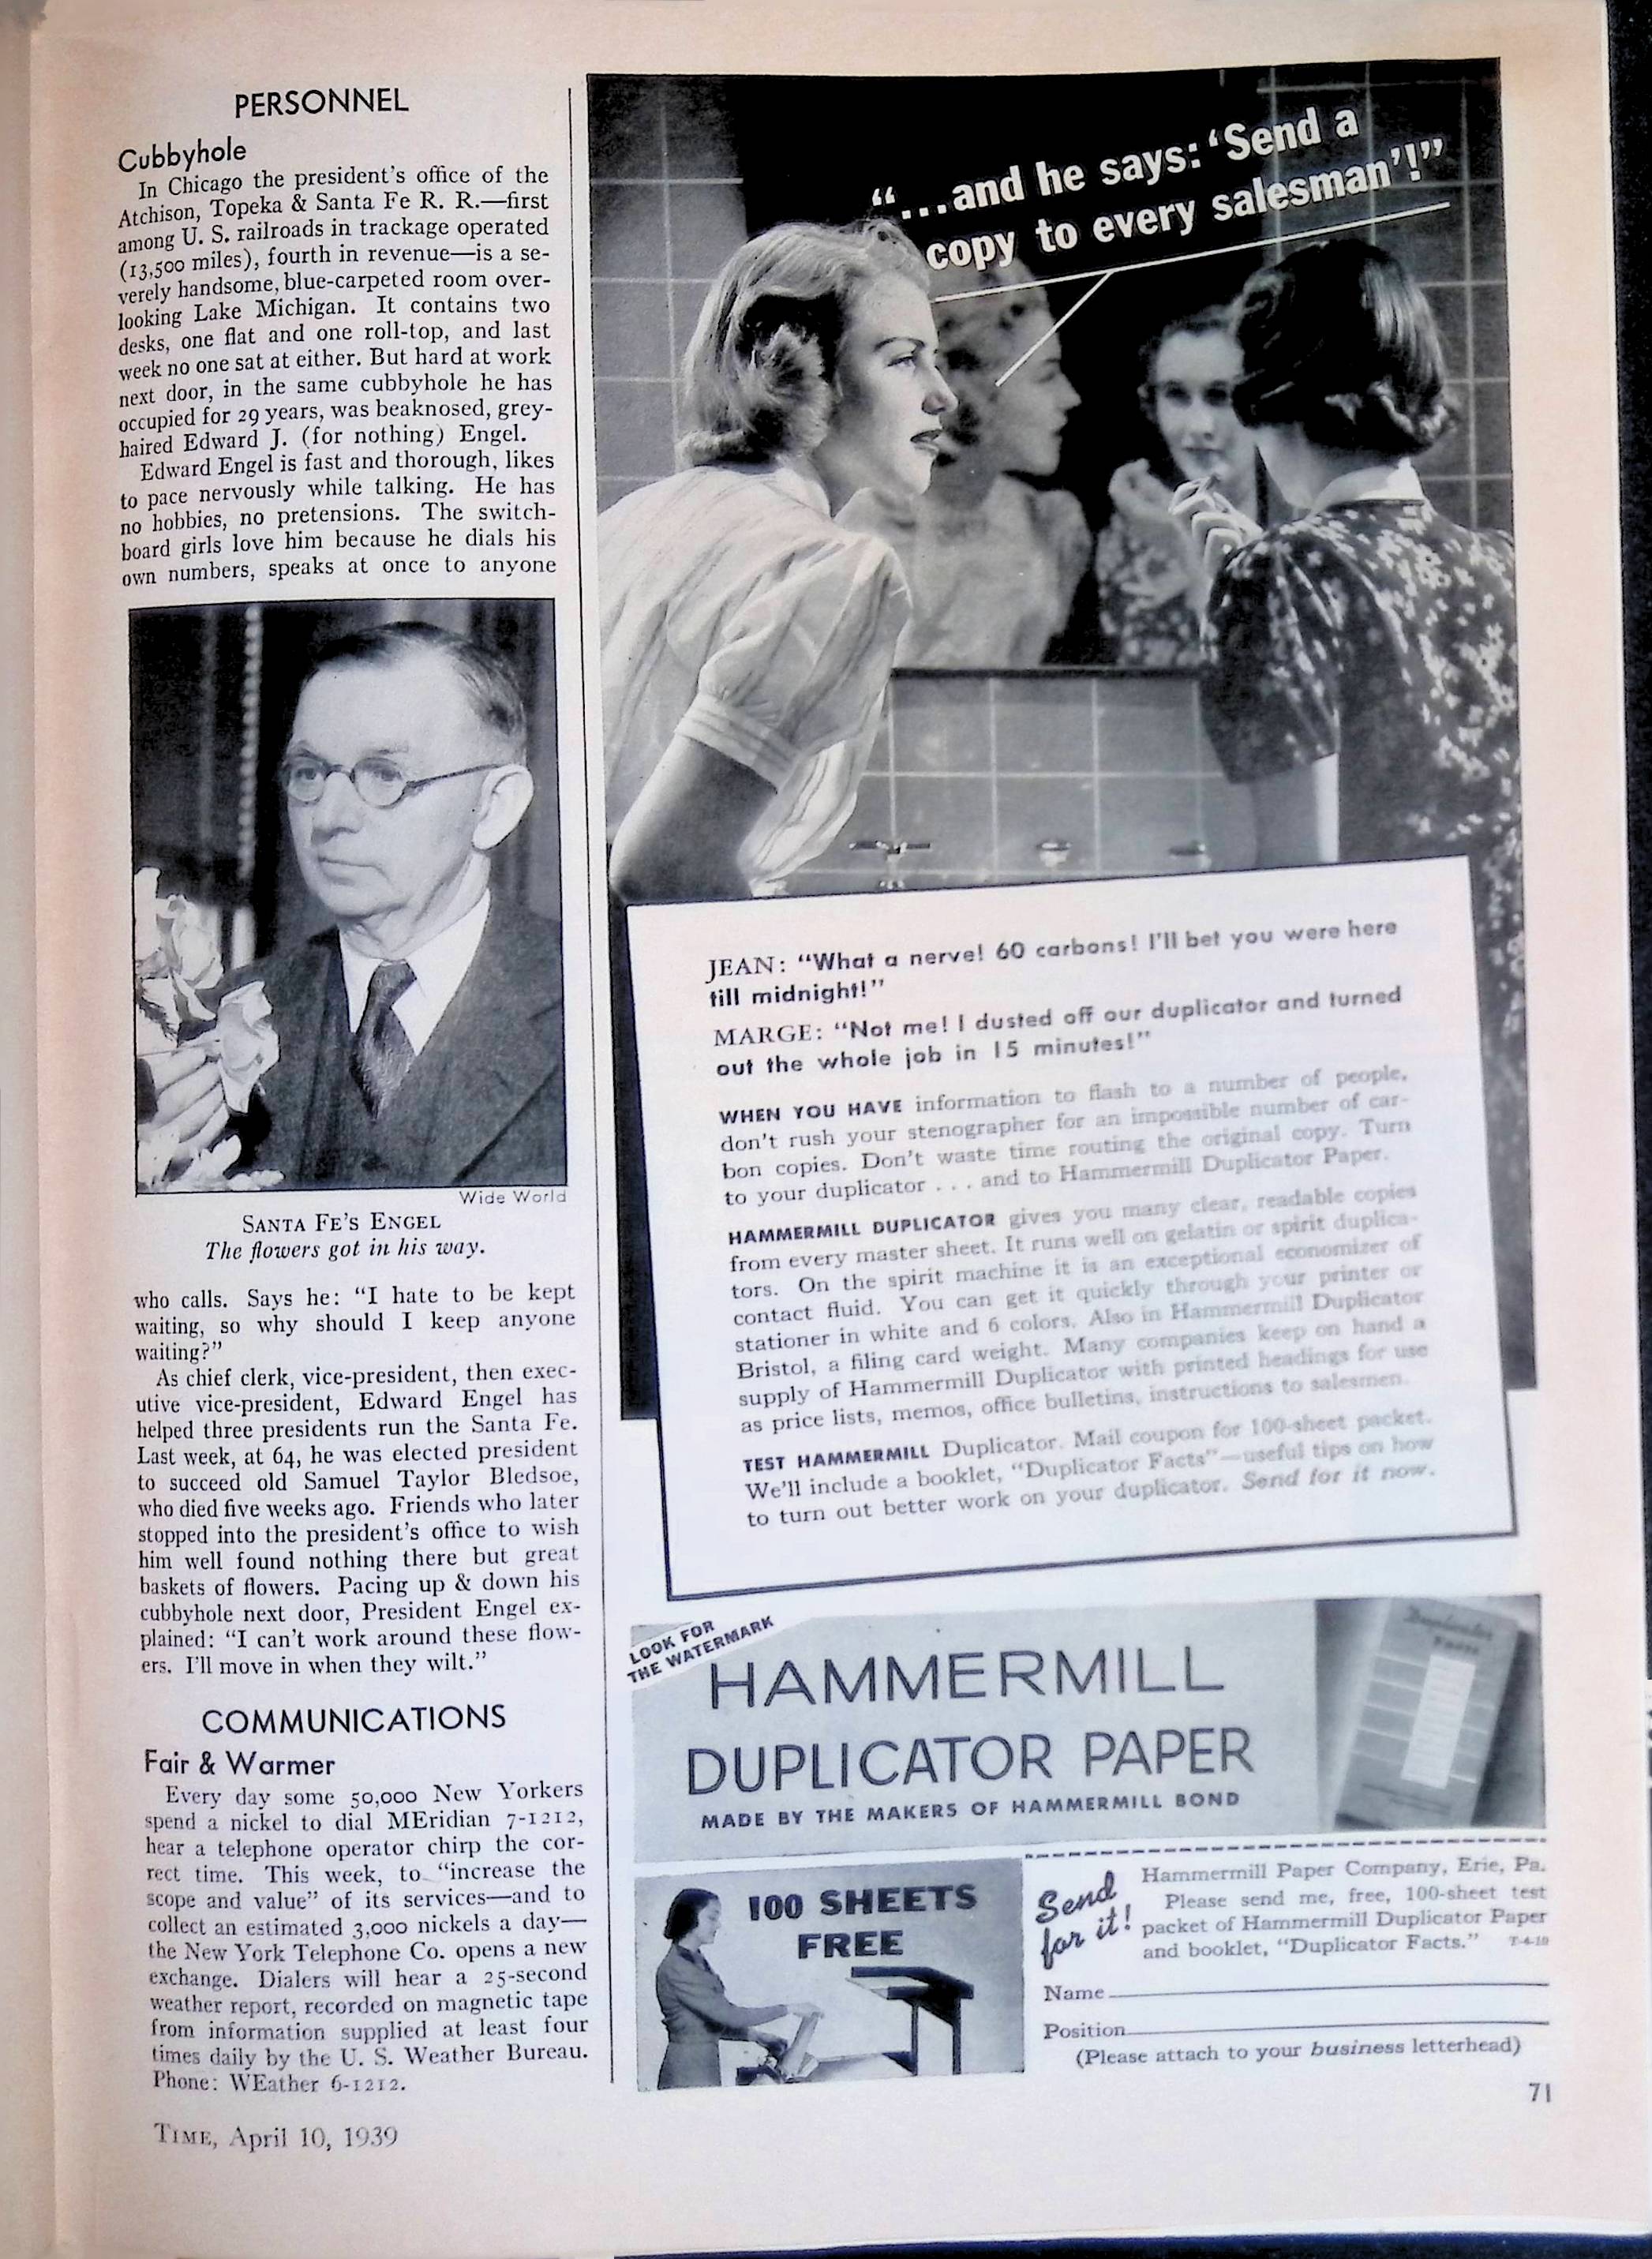 PERSONNEL
Cubbyhole
In Chicago the president's office of the
Atchison, Topeka & Santa Fe R. R.—first
among U. S. railroads in trackage operated
(13,500 miles), fourth in revenue—is a se-
verely handsome, blue-carpeted room over-
looking Lake Michigan. It contains two
desks, one flat and one roll-top, and last
week no one sat at either. But hard at work
next door, in the same cubbyhole he has
occupied for 29 years, was beaknosed, grey-
haired Edward J. (for nothing) Engel.
Edward Engel is fast and thorough, likes
to pace nervously while talking. He has
no hobbies, no pretensions. The switch-
board girls love him because he dials his
own numbers, speaks at once to anyone
Wide World
SANTA FE'S ENGEL
The flowers got in his way.
who calls. Says he: "I hate to be kept
waiting, so why should I keep anyone
waiting?"
As chief clerk, vice-president, then exec-
utive vice-president, Edward Engel has
helped three presidents run the Santa Fe.
Last week, at 64, he was elected president
to succeed old Samuel Taylor Bledsoe,
who died five weeks ago. Friends who later
stopped into the president's office to wish
him well found nothing there but great
baskets of flowers. Pacing up & down his
cubbyhole next door, President Engel ex-
plained: "I can't work around these flow-
ers. I'll move in when they wilt."
COMMUNICATIONS
Fair & Warmer
Every day some 50,000 New Yorkers
spend a nickel to dial MEridian 7-1212,
hear a telephone operator chirp the cor-
rect time. This week, to "increase the
scope and value" of its services—and to
collect an estimated 3,000 nickels a day—
the New York Telephone Co. opens a new
exchange. Dialers will hear a 25-second
weather report, recorded on magnetic tape
from information supplied at least four
times daily by the U. S. Weather Bureau.
Phone: WEather 6-1212.
TIME, April 10, 1939
"...and he says: 'Send a
copy to every salesman'!"
JEAN: "What a nerve! 60 carbons! I'll bet you were here
till midnight!"
MARGE: "Not me! I dusted off our duplicator and turned
out the whole job in 15 minutes!"
WHEN YOU HAVE information to flash to a number of people,
don't rush your stenographer for an impossible number of car-
bon copies. Don't waste time routing the original copy. Turn
to your duplicator . . . and to Hammermill Duplicator Paper.
HAMMERMILL DUPLICATOR gives you many clear, readable copies
from every master sheet. It runs well on gelatin or spirit duplica-
tors. On the spirit machine it is an exceptional economizer of
contact fluid. You can get it quickly through your printer or
stationer in white and 6 colors. Also in Hammermill Duplicator
Bristol, a filing card weight. Many companies keep on hand a
supply of Hammermill Duplicator with printed headings for use
as price lists, memos, office bulletins, instructions to salesmen.
TEST HAMMERMILL Duplicator. Mail coupon for 100-sheet packet.
We'll include a booklet, "Duplicator Facts"—useful tips on how
to turn out better work on your duplicator. Send for it now.
LOOK FOR
THE WATERMARK
HAMMERMILL
DUPLICATOR PAPER
MADE BY THE MAKERS OF HAMMERMILL BOND
Duplicator
Facts
100 SHEETS
FREE
Send
for it!
Hammermill Paper Company, Erie, Pa.
Please send me, free, 100-sheet test
packet of Hammermill Duplicator Paper
and booklet, "Duplicator Facts." T-4-10
Name
Position
(Please attach to your business letterhead)
71